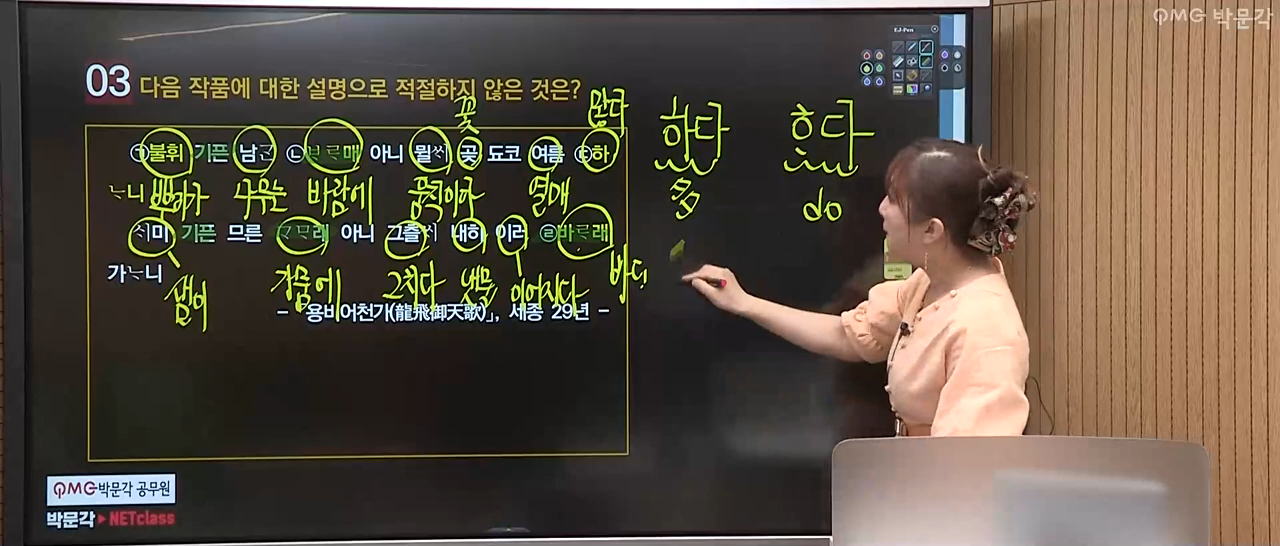 PMG 박문각
EJ-Pen
03 다음 작품에 대한 설명으로 적절하지 않은 것은?
꽃 많다 하다 ᄒᆞ다
㉠불휘 기픈 남ᄀᆞᆫ ㉡ᄇᆞᄅᆞ매 아니 뮐ᄊᆡ 곶 됴코 여름 ㉢하
ᄂᆞ니 뿌리가 나무는 바람에 움직이다 열매 多 do
ᄉᆡ미 기픈 므른 ᄀᆞᄆᆞ래 아니 그츨ᄊᆡ 내히 이러 ㉣바ᄅᆞ래
가ᄂᆞ니
샘이 가뭄에 그치다 냇물 이어지다
- 용비어천가(龍飛御天歌)」, 세종 29년 -
PMG 박문각 공무원
박문각 ▶ NETclass